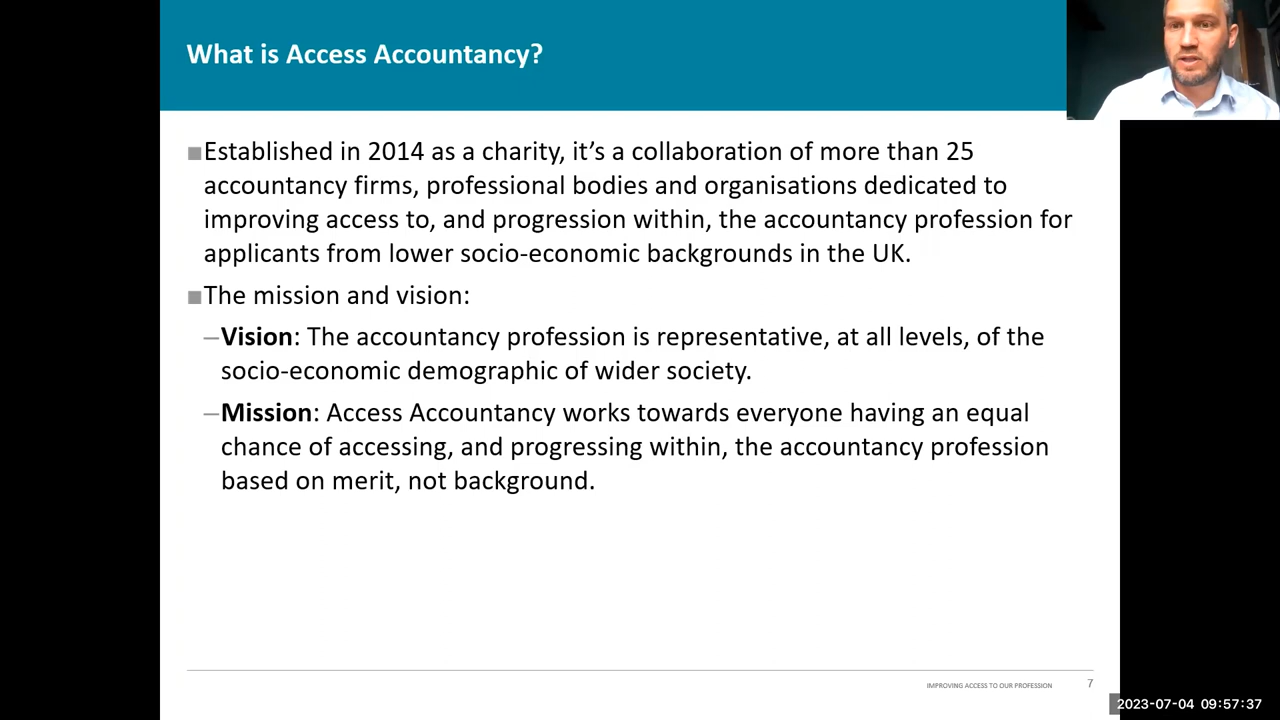 What is Access Accountancy?
■Established in 2014 as a charity, it’s a collaboration of more than 25
accountancy firms, professional bodies and organisations dedicated to
improving access to, and progression within, the accountancy profession for
applicants from lower socio-economic backgrounds in the UK.
■The mission and vision:
–Vision: The accountancy profession is representative, at all levels, of the
socio-economic demographic of wider society.
–Mission: Access Accountancy works towards everyone having an equal
chance of accessing, and progressing within, the accountancy profession
based on merit, not background.
IMPROVING ACCESS TO OUR PROFESSION 7
2023-07-04 09:57:37